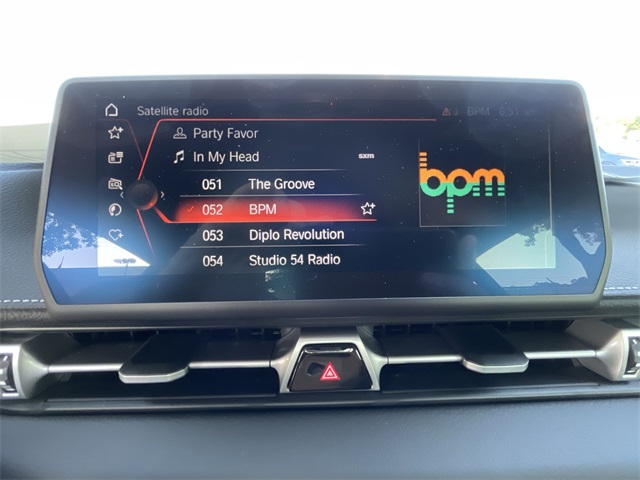 Satellite radio BPM
Party Favor
In My Head sxm
051 The Groove
052 BPM
053 Diplo Revolution
054 Studio 54 Radio
bpm